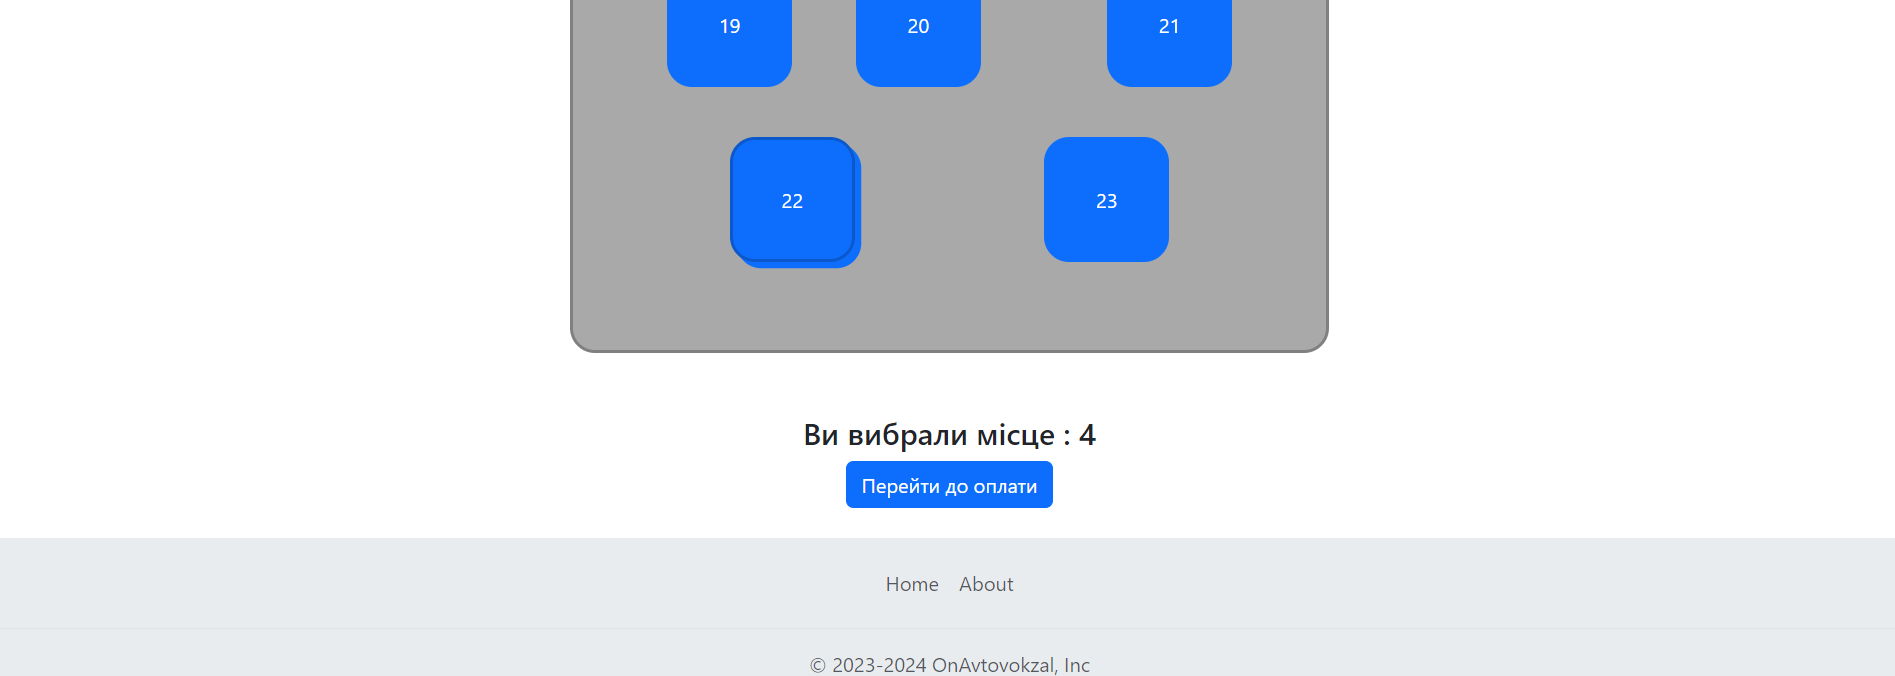 19 20 21
22 23
Ви вибрали місце : 4
Перейти до оплати
Home About
© 2023-2024 OnAvtovokzal, Inc